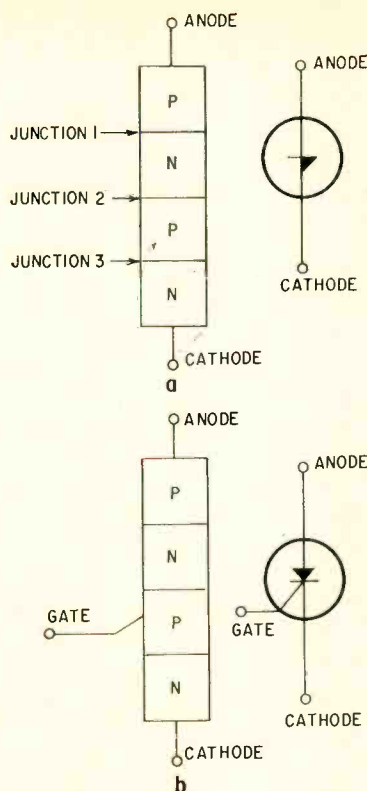 ANODE
P
ANODE
JUNCTION 1
N
JUNCTION 2
P
JUNCTION 3
N
CATHODE
CATHODE
a
ANODE
P
ANODE
N
GATE
P
GATE
N
CATHODE
CATHODE
b